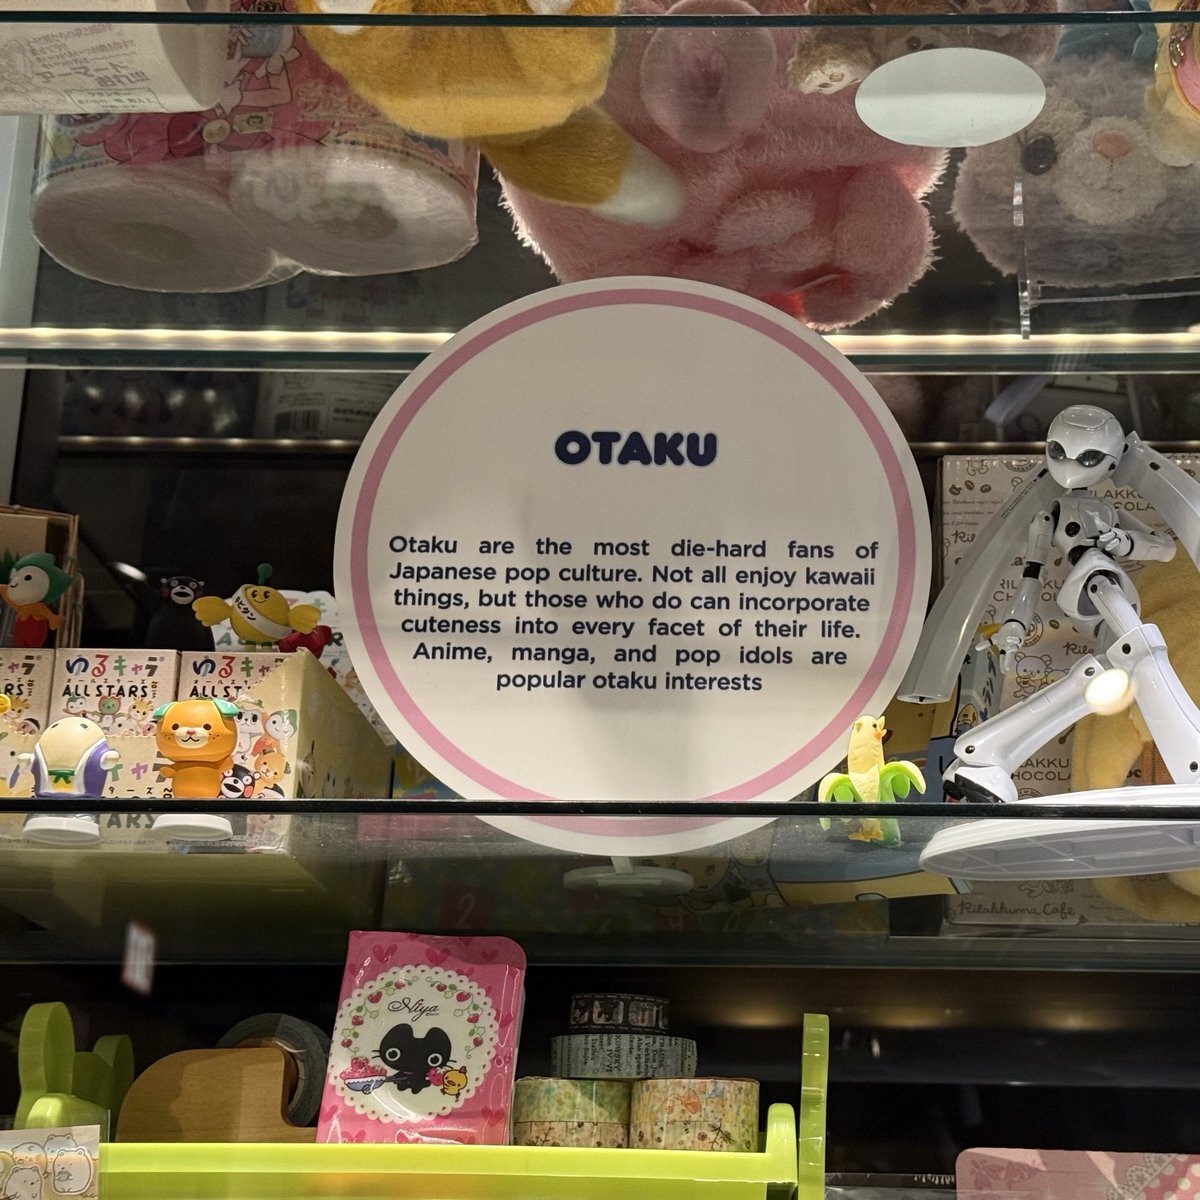 OTAKU
Otaku are the most die-hard fans of
Japanese pop culture. Not all enjoy kawaii
things, but those who do can incorporate
cuteness into every facet of their life.
Anime, manga, and pop idols are
popular otaku interests
ゆるキャラ®
ALL STARS
ゆるキャラ
ALL ST
Rilakkuma Cafe